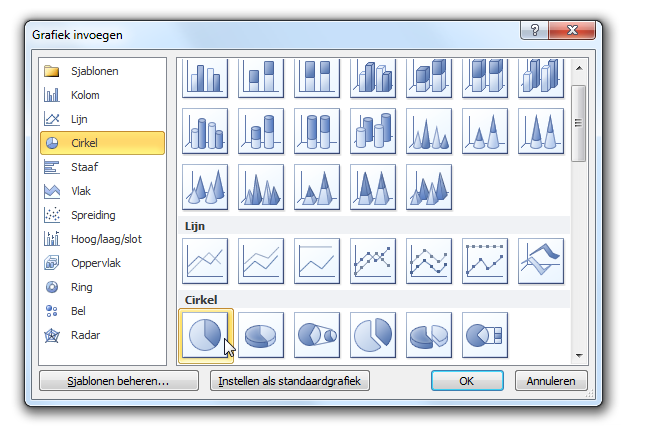 Grafiek invoegen
Sjablonen
Kolom
Lijn
Cirkel
Staaf
Vlak
Spreiding
Hoog/laag/slot
Oppervlak
Ring
Bel
Radar
Lijn
Cirkel
Sjablonen beheren...
Instellen als standaardgrafiek
OK
Annuleren